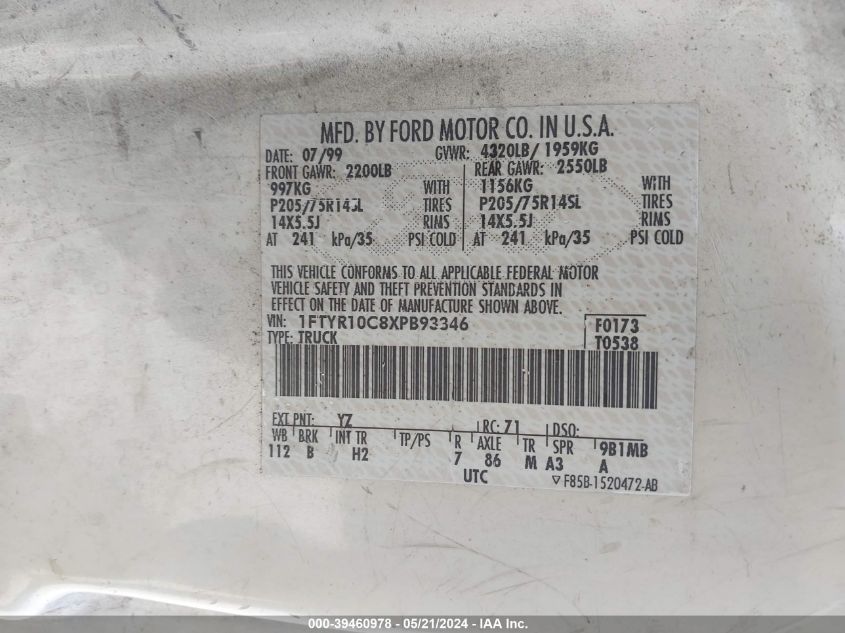 MFD. BY FORD MOTOR CO. IN U.S.A.
DATE: 07/99 GVWR: 4320LB/ 1959KG
FRONT GAWR: 2200LB REAR GAWR: 2550LB
997KG WITH 1156KG WITH
P205/75R14SL TIRES P205/75R14SL TIRES
14X5.5J RIMS 14X5.5J RIMS
AT 241 kPa/35 PSI COLD AT 241 kPa/35 PSI COLD
THIS VEHICLE CONFORMS TO ALL APPLICABLE FEDERAL MOTOR
VEHICLE SAFETY AND THEFT PREVENTION STANDARDS IN
EFFECT ON THE DATE OF MANUFACTURE SHOWN ABOVE.
VIN: 1FTYR10C8XPB93346 F0173
TYPE: TRUCK T0538
EXT PNT: YZ RC: 71 DSO:
WB BRK INT TR TP/PS R AXLE TR SPR 9B1MB
112 B H2 7 86 M A3 A
UTC ▽F85B-1520472-AB
000-39460978 - 05/21/2024 - IAA Inc.